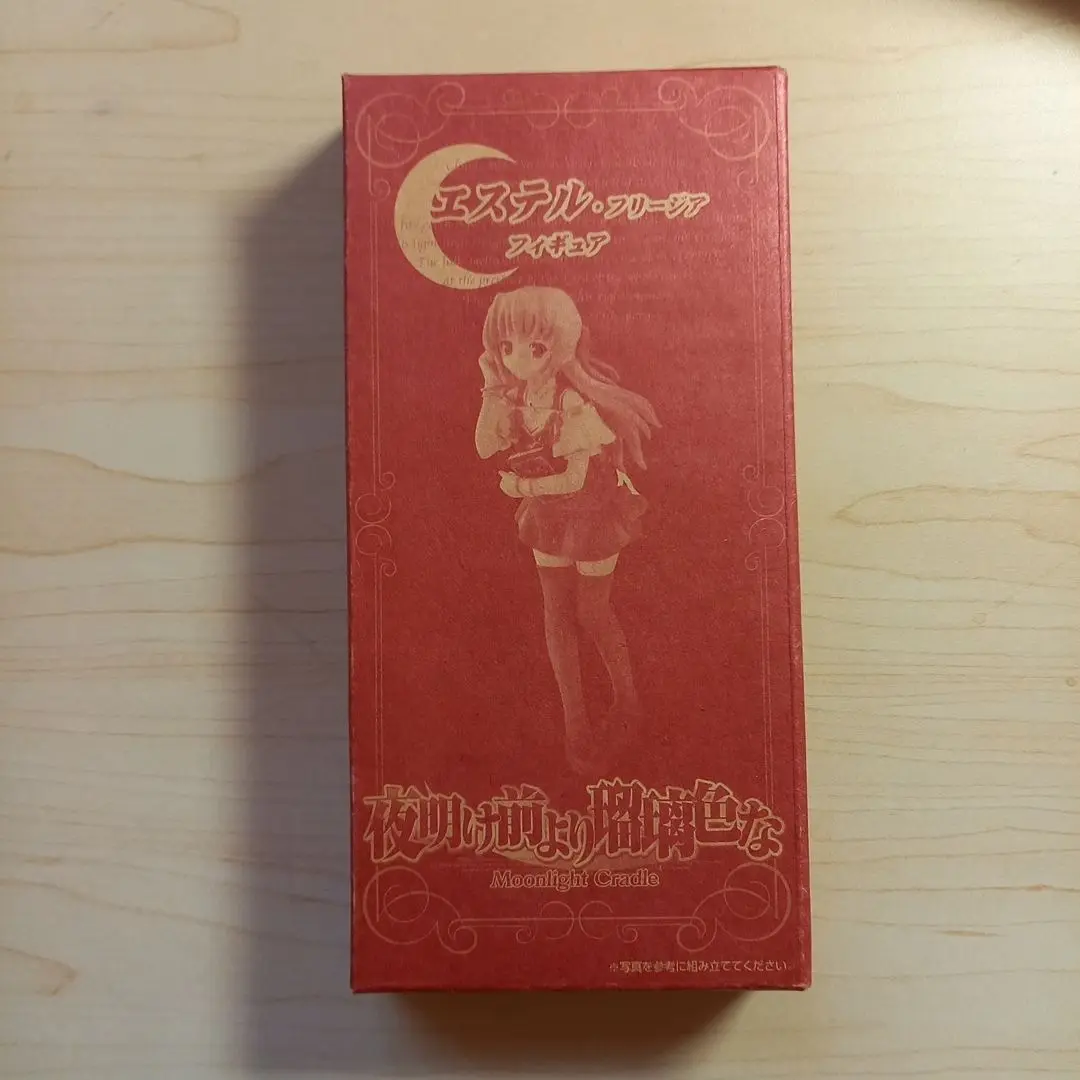 エステル・フリージア
フィギュア
夜明け前より瑠璃色な
Moonlight Cradle
※写真を参考に組み立ててください